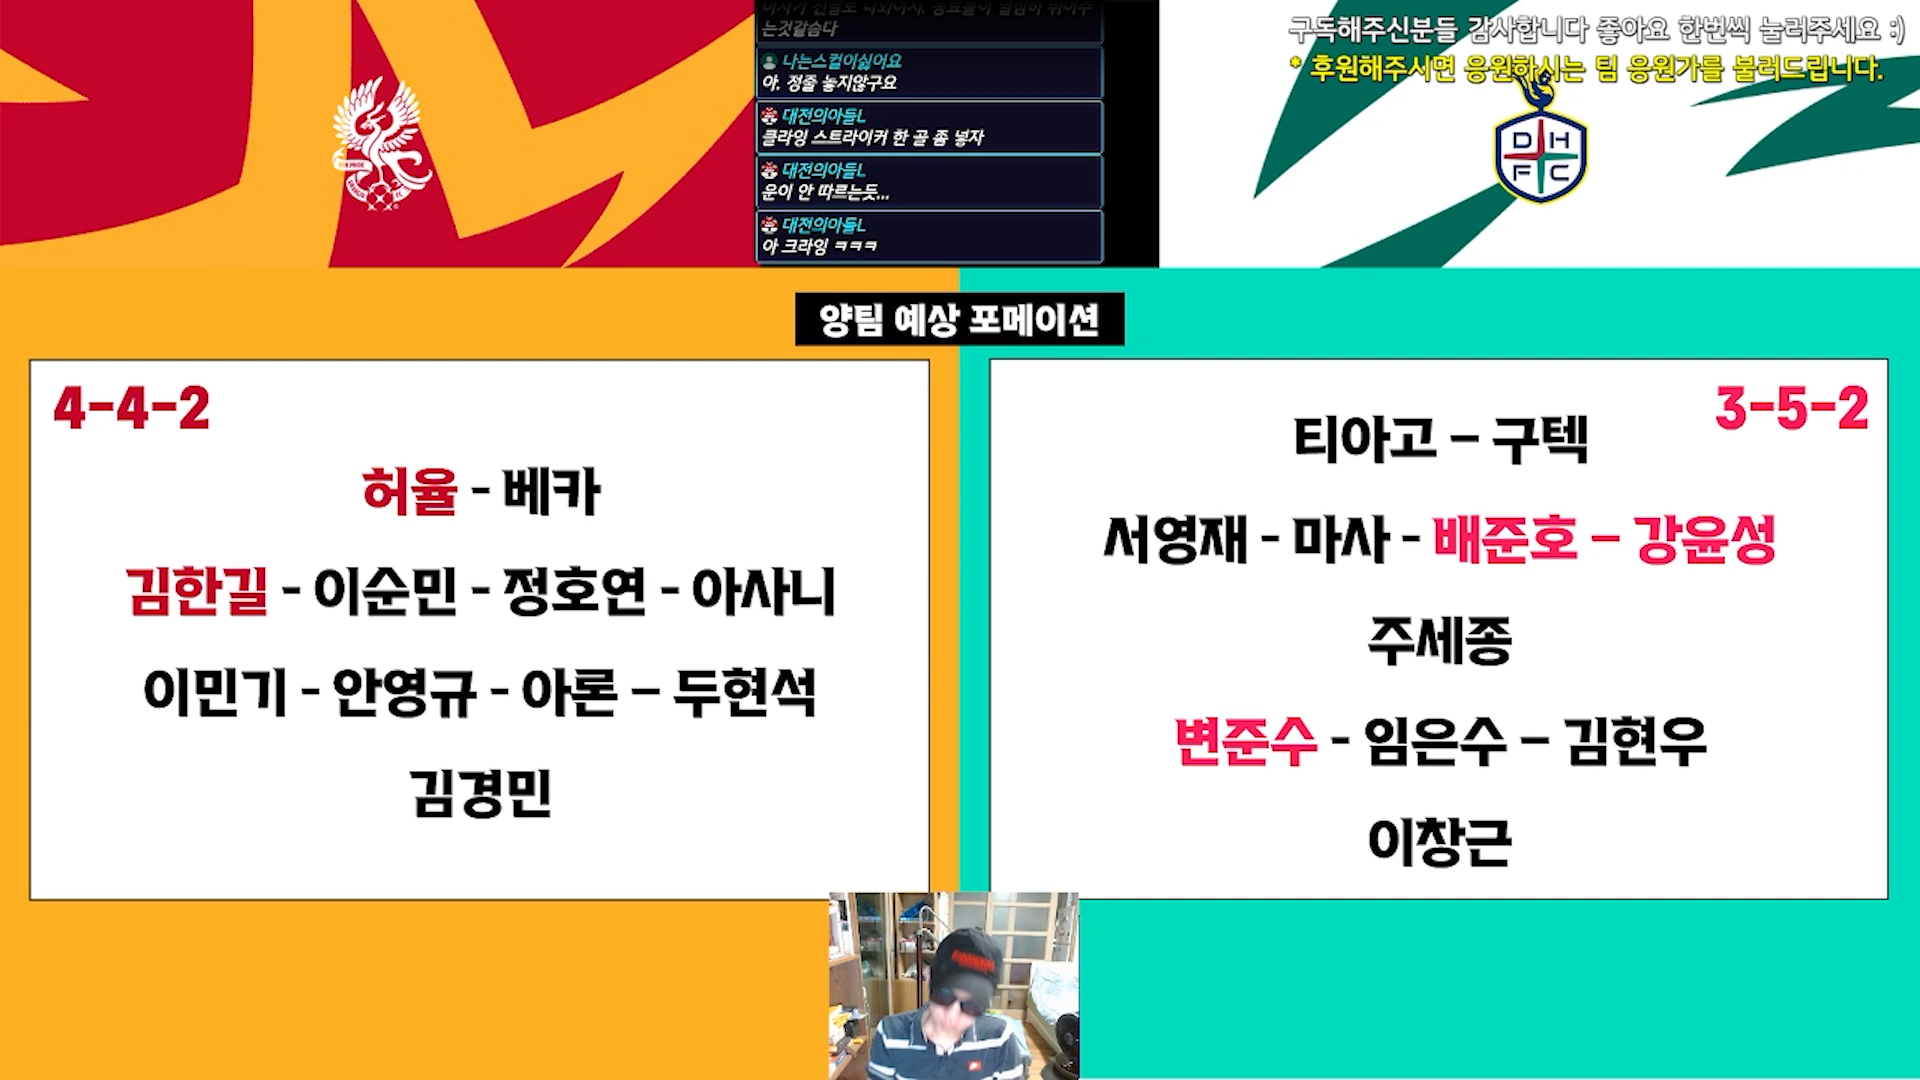 는것같슴다
나는스컬이싫어요
아. 정줄 놓지않구요
대전의아들L
클라잉 스트라이커 한 골 좀 넣자
대전의아들L
운이 안 따르는듯...
대전의아들L
아 크라잉 ㅋㅋㅋ
구독해주신분들 감사합니다 좋아요 한번씩 눌러주세요 :)
* 후원해주시면 응원하시는 팀 응원가를 불러드립니다.
D H
F C
양팀 예상 포메이션
4-4-2
허율 - 베카
김한길 - 이순민 - 정호연 - 아사니
이민기 - 안영규 - 아론 – 두현석
김경민
3-5-2
티아고 – 구텍
서영재 - 마사 - 배준호 – 강윤성
주세종
변준수 - 임은수 – 김현우
이창근